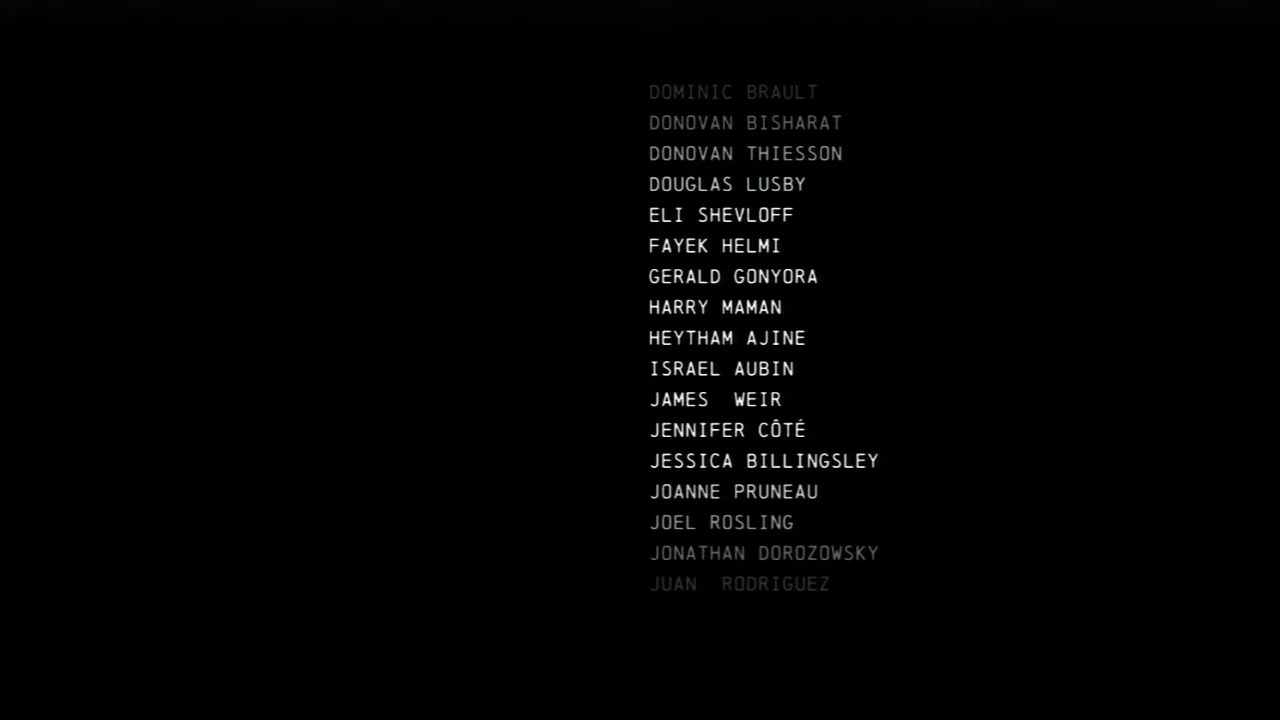 DOMINIC BRAULT
DONOVAN BISHARAT
DONOVAN THIESSON
DOUGLAS LUSBY
ELI SHEVLOFF
FAYEK HELMI
GERALD GONYORA
HARRY MAMAN
HEYTHAM AJINE
ISRAEL AUBIN
JAMES  WEIR
JENNIFER CÔTÉ
JESSICA BILLINGSLEY
JOANNE PRUNEAU
JOEL ROSLING
JONATHAN DOROZOWSKY
JUAN  RODRIGUEZ